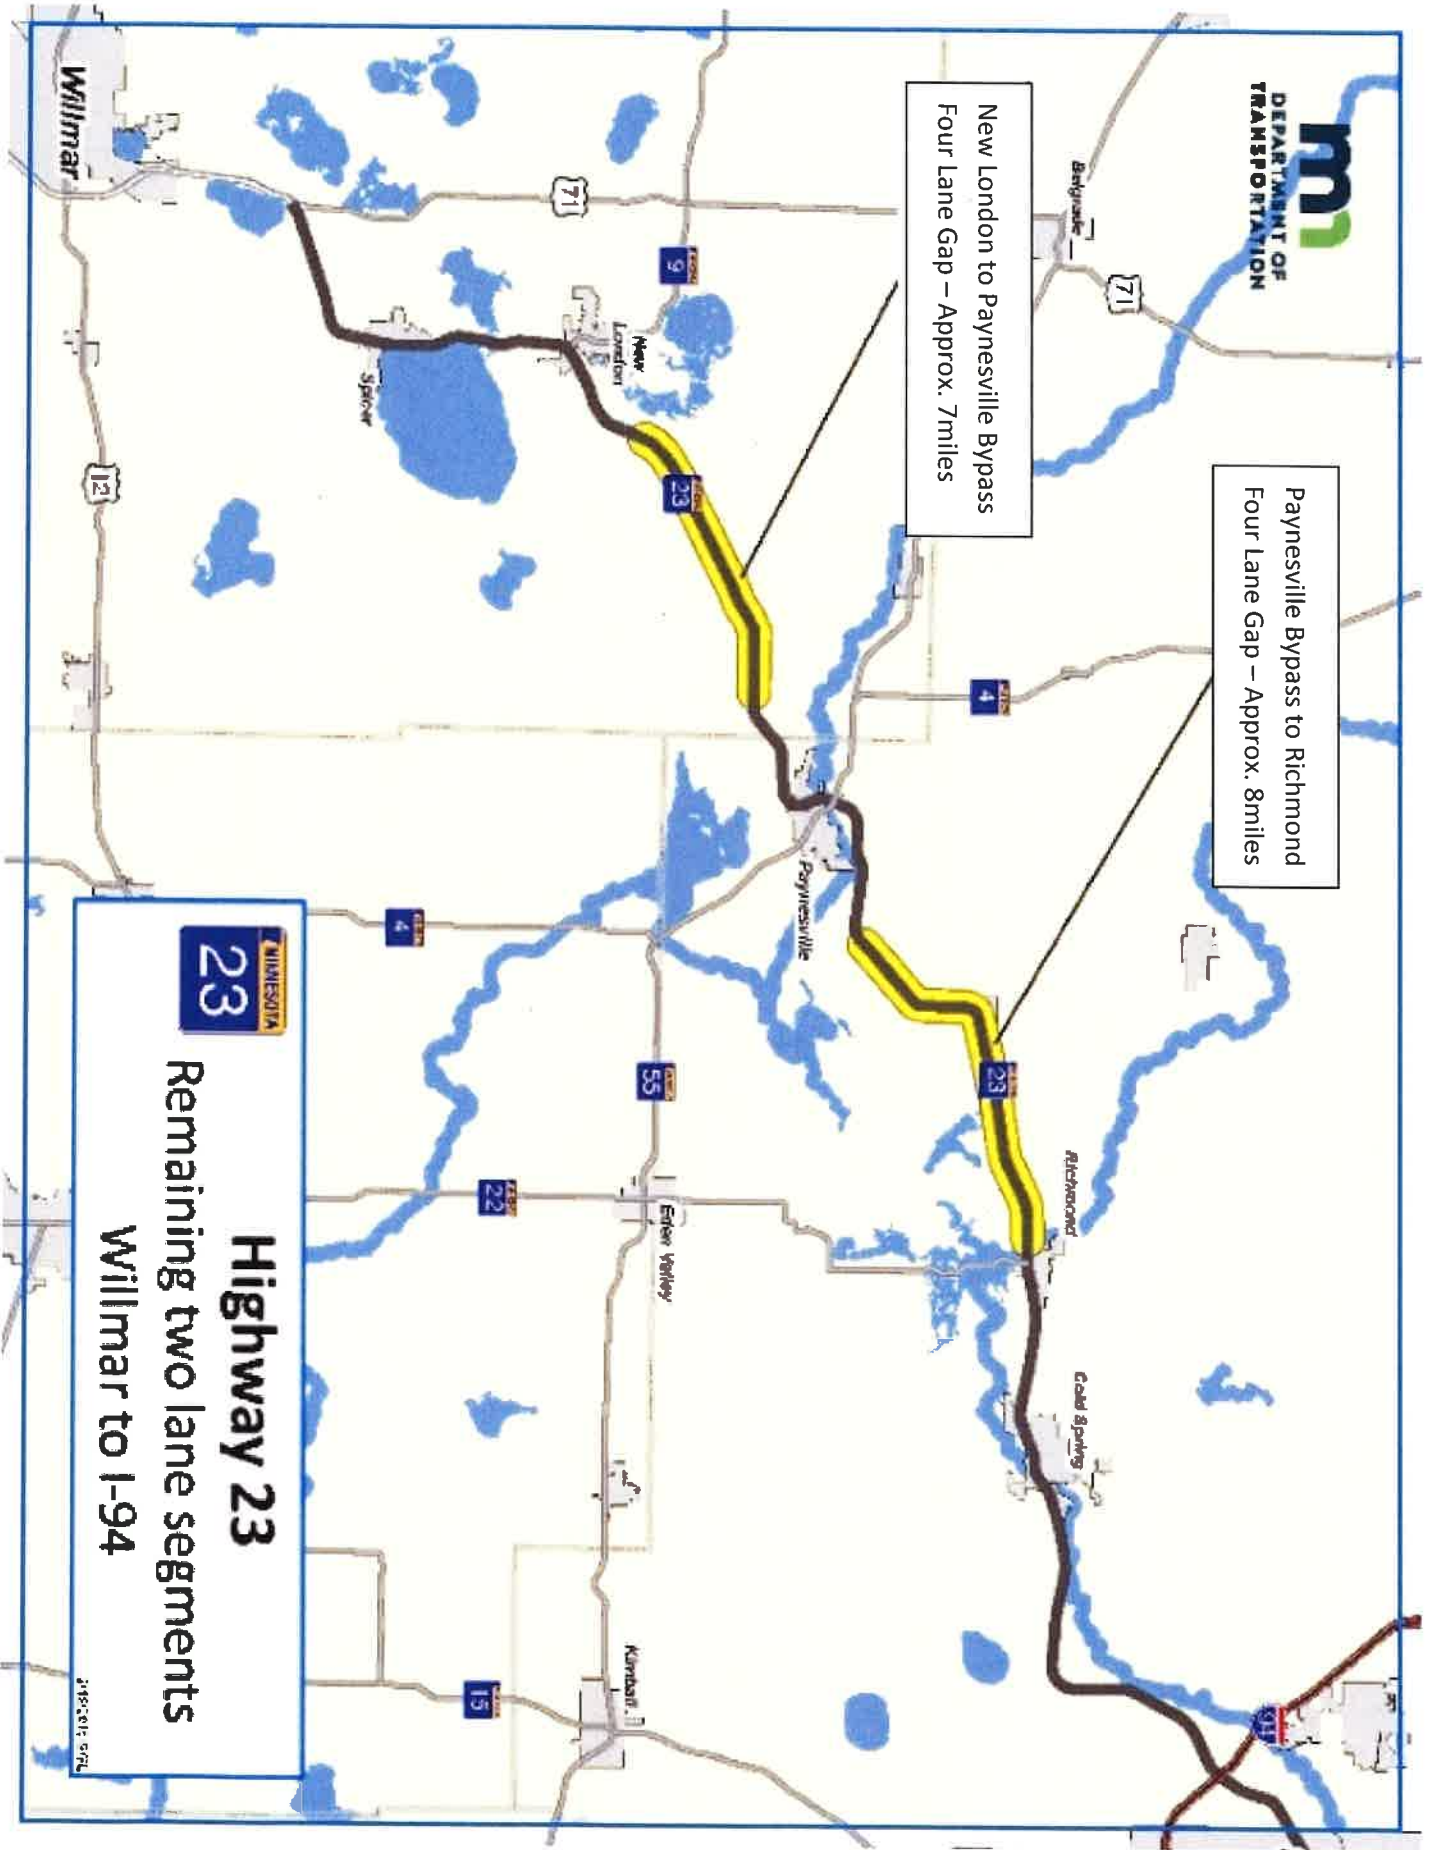 DEPARTMENT OF
TRANSPORTATION
Belgrade
71
71
New London to Paynesville Bypass
Four Lane Gap – Approx. 7miles
Paynesville Bypass to Richmond
Four Lane Gap – Approx. 8miles
9
4
New
London
Spicer
Willmar
12
23
Paynesville
23
Richmond
Cold Spring
94
4
55
22
Eden Valley
Kimball
15
MINNESOTA
23
Highway 23
Remaining two lane segments
Willmar to I-94